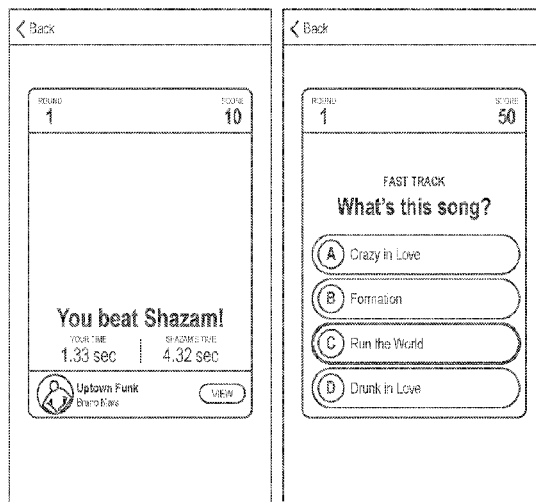 Back
ROUND SCORE
1 10
You beat Shazam!
YOUR TIME SHAZAM'S TIME
1.33 sec 4.32 sec
Uptown Funk
Bruno Mars
VIEW
Back
ROUND SCORE
1 50
FAST TRACK
What's this song?
A Crazy in Love
B Formation
C Run the World
D Drunk in Love